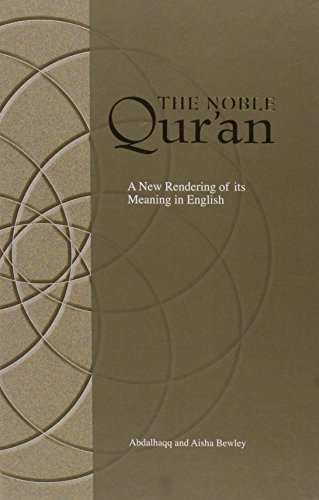 THE NOBLE
Qur'an
A New Rendering of its
Meaning in English
Abdalhaqq and Aisha Bewley